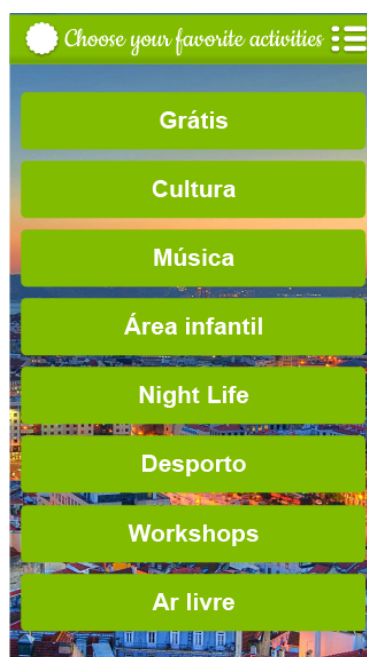 Choose your favorite activities
Grátis
Cultura
Música
Área infantil
Night Life
Desporto
Workshops
Ar livre